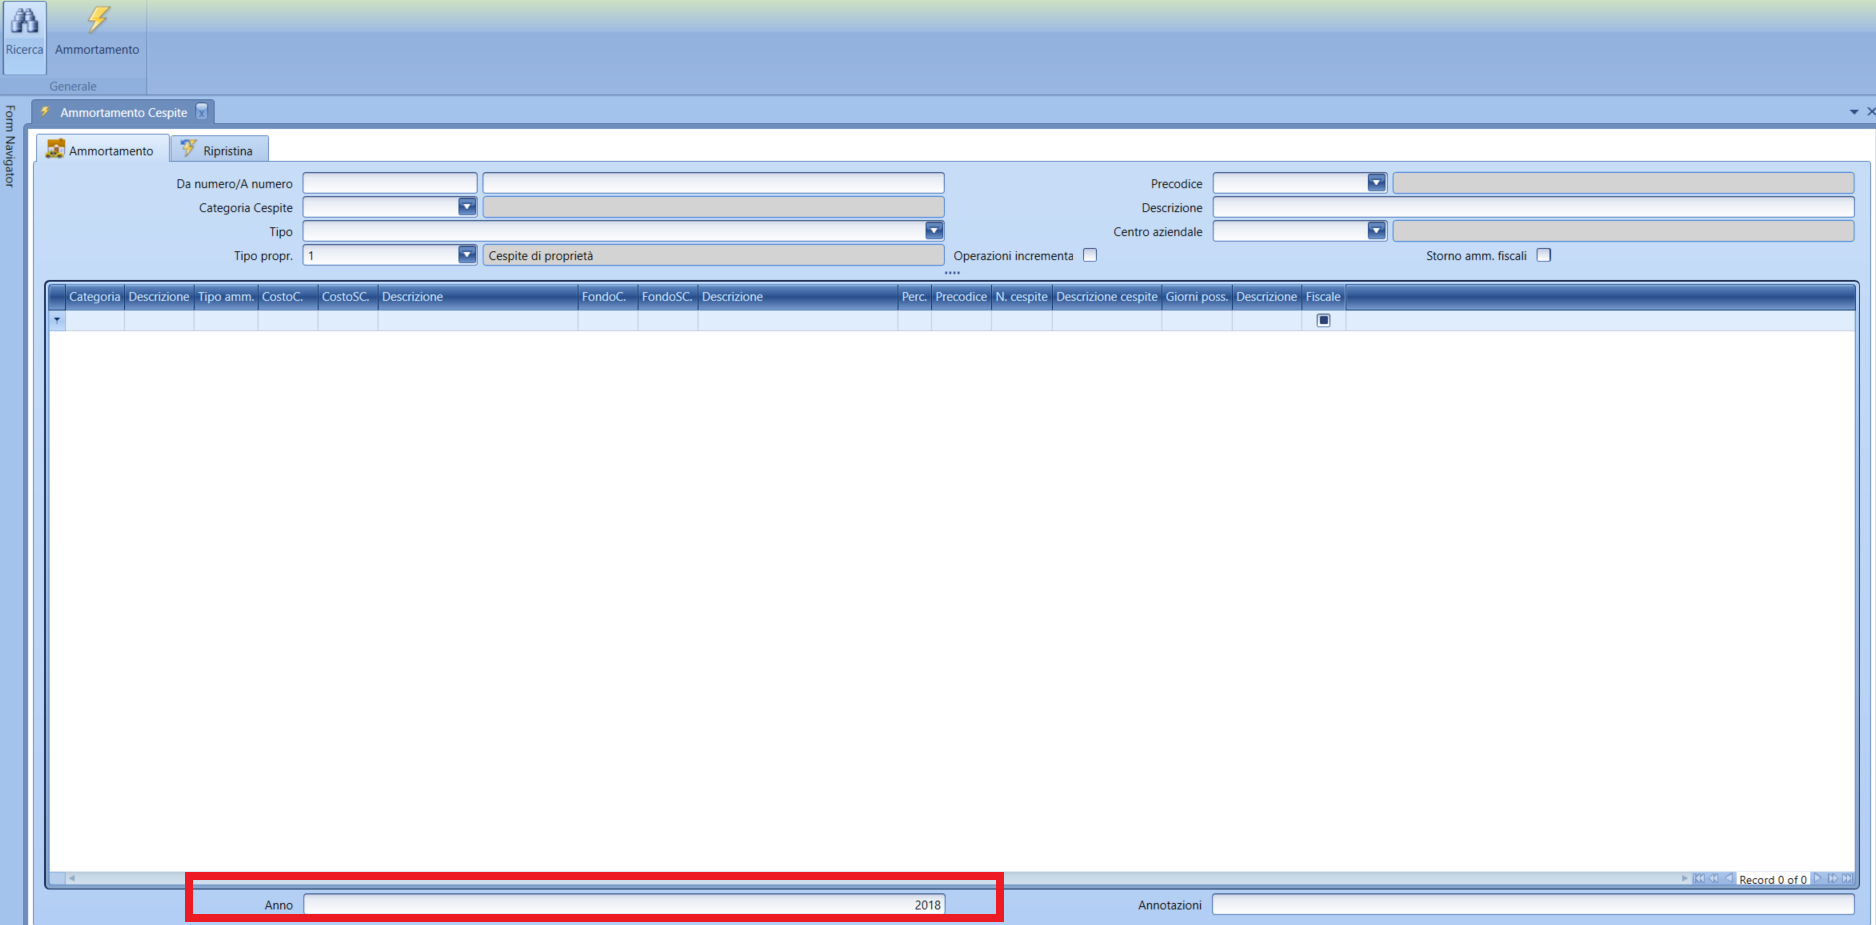 Ricerca Ammortamento
Generale
Form Navigator
Ammortamento Cespite x
Ammortamento Ripristina
Da numero/A numero Precodice
Categoria Cespite Descrizione
Tipo Centro aziendale
Tipo propr. 1 Cespite di proprietà Operazioni incrementa Storno amm. fiscali
Categoria Descrizione Tipo amm. CostoC. CostoSC. Descrizione FondoC. FondoSC. Descrizione Perc. Precodice N. cespite Descrizione cespite Giorni poss. Descrizione Fiscale
Record 0 of 0
Anno 2018 Annotazioni